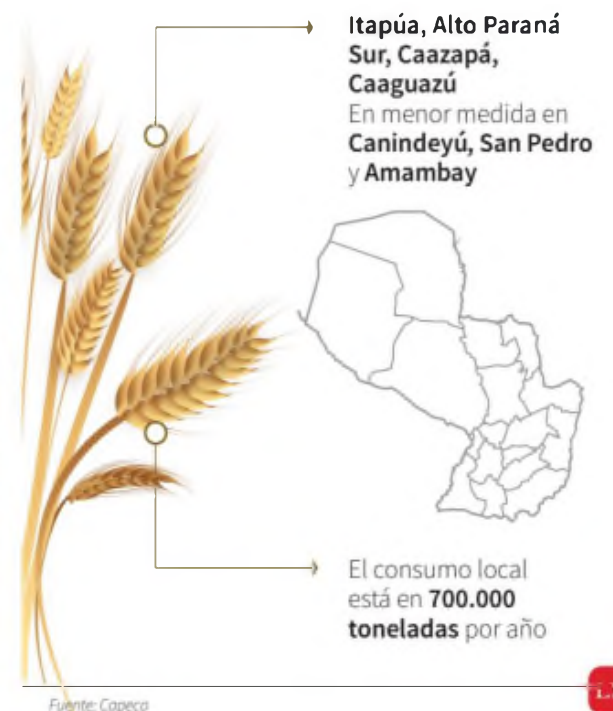 Itapúa, Alto Paraná
Sur, Caazapá,
Caaguazú
En menor medida en
Canindeyú, San Pedro
y Amambay
El consumo local
está en 700.000
toneladas por año
Fuente: Capeco